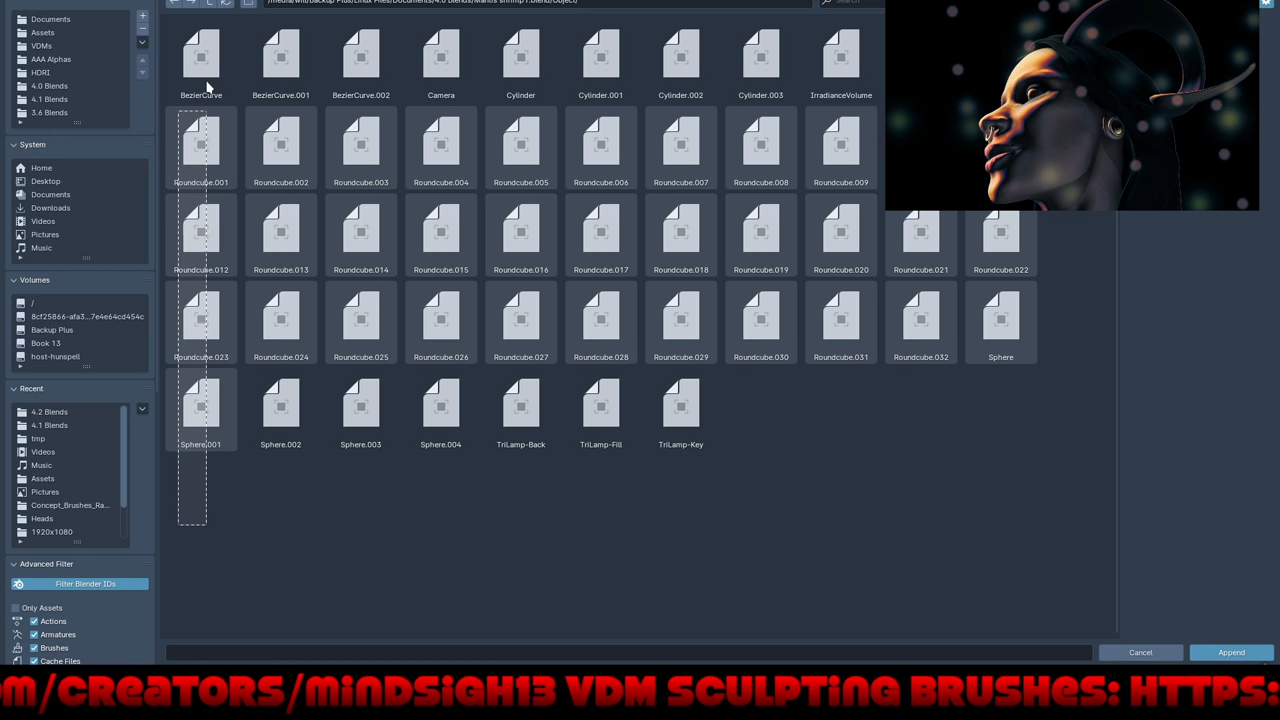 /media/will/Backup Plus/Linux Files/Documents/4.0 Blends/Mantis shrimp1.blend/Object/
Search
Documents
Assets
VDMs
AAA Alphas
HDRI
4.0 Blends
4.1 Blends
3.6 Blends
System
Home
Desktop
Documents
Downloads
Videos
Pictures
Music
Volumes
/
8cf25866-afa3...7e4e64cd454c
Backup Plus
Book 13
host-hunspell
Recent
4.2 Blends
4.1 Blends
tmp
Videos
Music
Assets
Pictures
Concept_Brushes_Ra...
Heads
1920x1080
Advanced Filter
Filter Blender IDs
Only Assets
Actions
Armatures
Brushes
Cache Files
BezierCurve BezierCurve.001 BezierCurve.002 Camera Cylinder Cylinder.001 Cylinder.002 Cylinder.003 IrradianceVolume
Roundcube.001 Roundcube.002 Roundcube.003 Roundcube.004 Roundcube.005 Roundcube.006 Roundcube.007 Roundcube.008 Roundcube.009
Roundcube.012 Roundcube.013 Roundcube.014 Roundcube.015 Roundcube.016 Roundcube.017 Roundcube.018 Roundcube.019 Roundcube.020 Roundcube.021 Roundcube.022
Roundcube.023 Roundcube.024 Roundcube.025 Roundcube.026 Roundcube.027 Roundcube.028 Roundcube.029 Roundcube.030 Roundcube.031 Roundcube.032 Sphere
Sphere.001 Sphere.002 Sphere.003 Sphere.004 TriLamp-Back TriLamp-Fill TriLamp-Key
Cancel Append
om/CREATORS/MINDSIGH13 VDM SCULPTING BRUSHES: HTTPS: